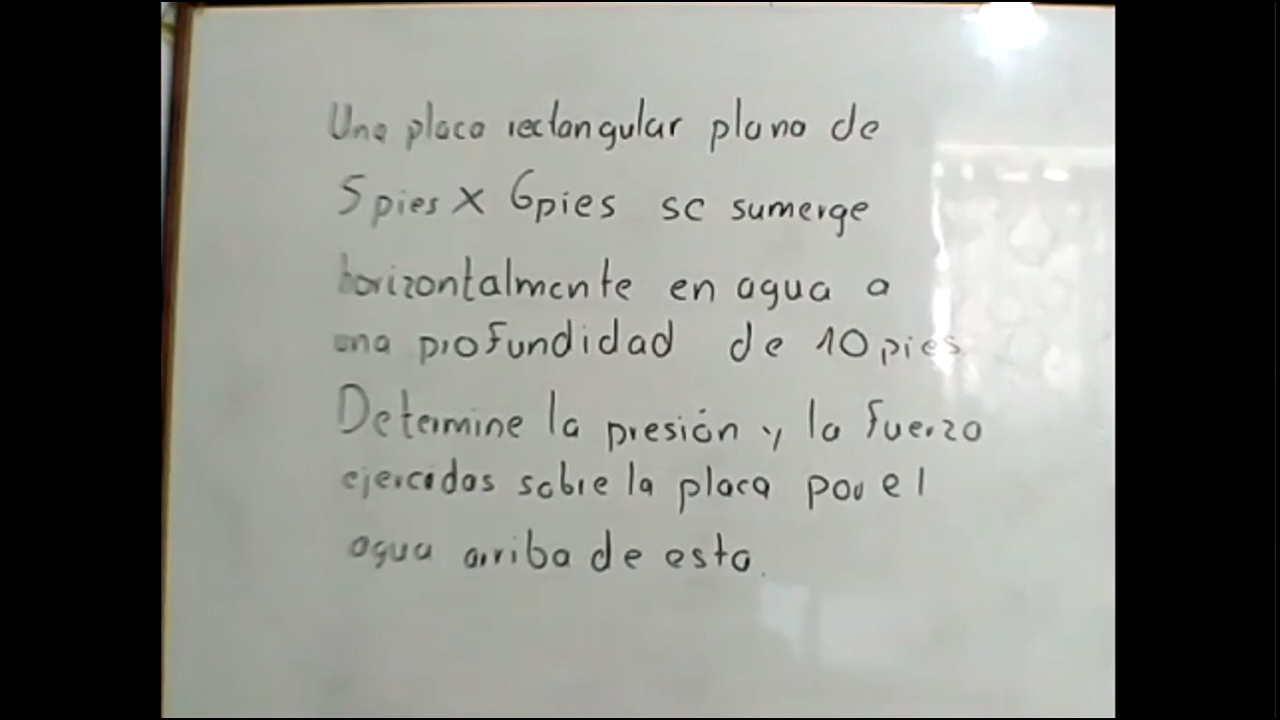 Una placa rectangular plana de
5 pies X 6 pies se sumerge
horizontalmente en agua a
una profundidad de 10 pies.
Determine la presión y la fuerza
ejercidas sobre la placa por el
agua arriba de esta.